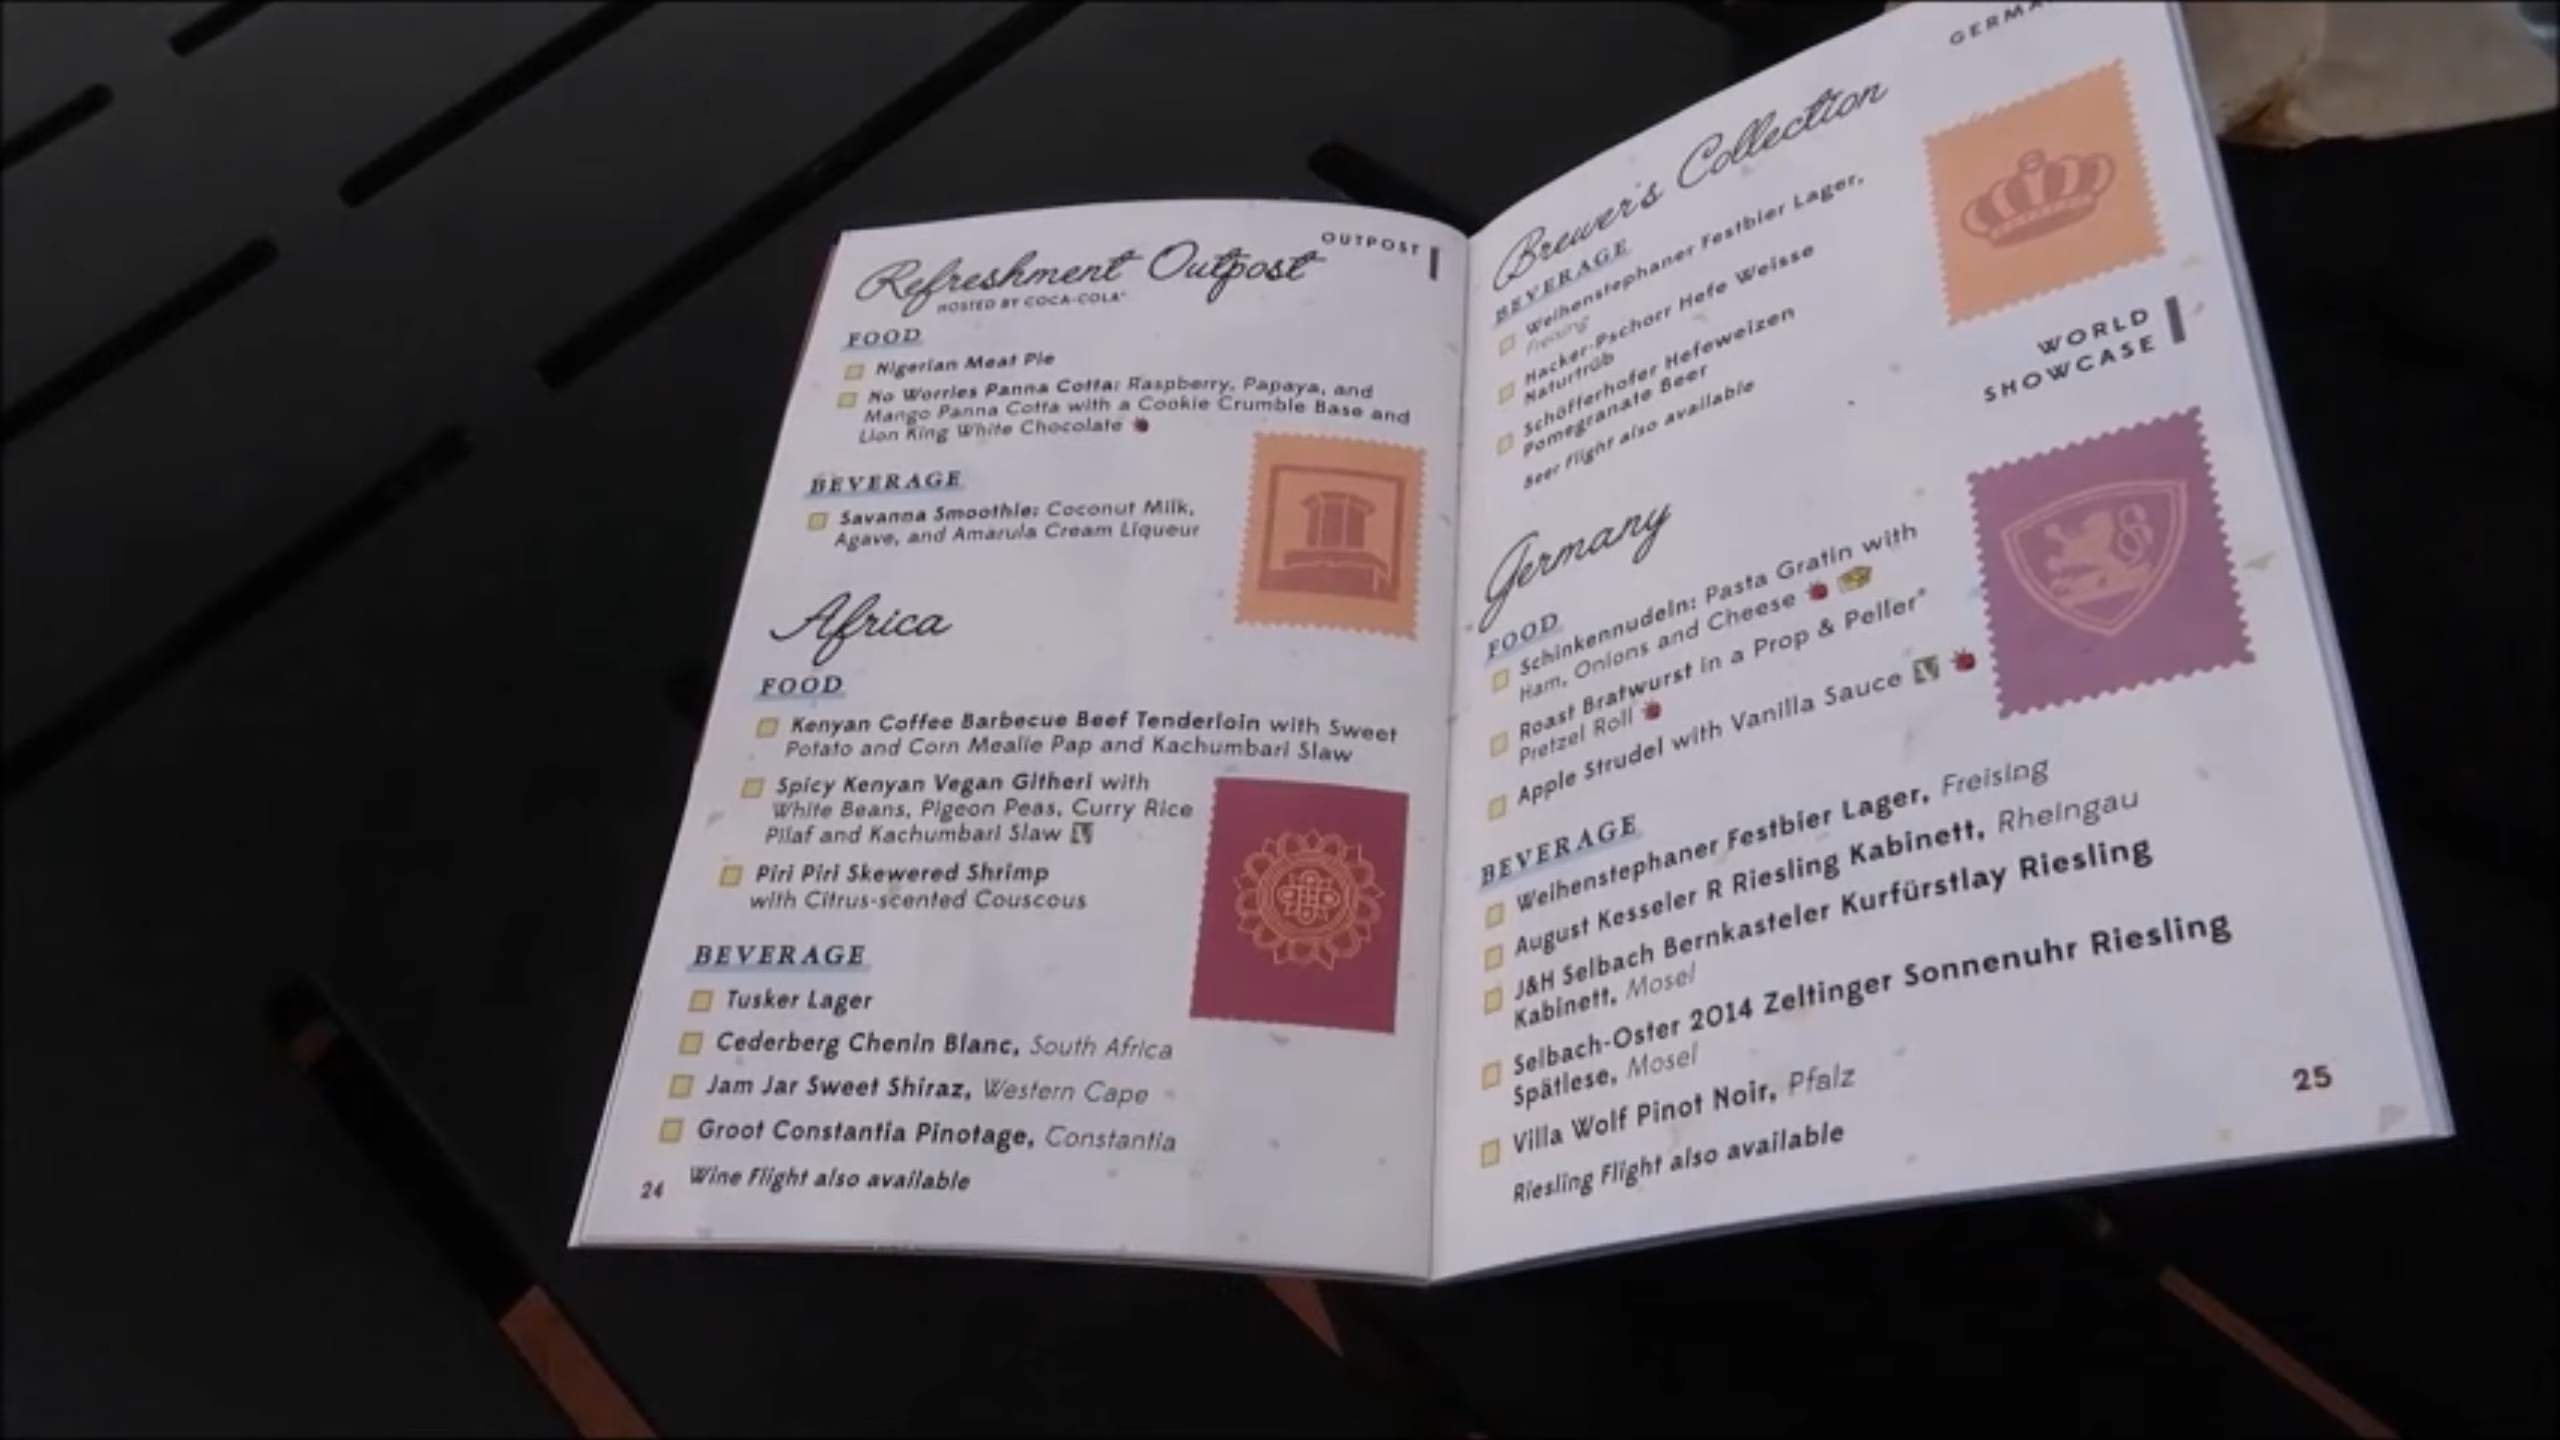 OUTPOST
Refreshment Outpost
HOSTED BY COCA-COLA®
FOOD
Nigerian Meat Pie
No Worries Panna Cotta: Raspberry, Papaya, and
Mango Panna Cotta with a Cookie Crumble Base and
Lion King White Chocolate
BEVERAGE
Savanna Smoothie: Coconut Milk,
Agave, and Amarula Cream Liqueur
Africa
FOOD
Kenyan Coffee Barbecue Beef Tenderloin with Sweet
Potato and Corn Mealie Pap and Kachumbari Slaw
Spicy Kenyan Vegan Githeri with
White Beans, Pigeon Peas, Curry Rice
Pilaf and Kachumbari Slaw
Piri Piri Skewered Shrimp
with Citrus-scented Couscous
BEVERAGE
Tusker Lager
Cederberg Chenin Blanc, South Africa
Jam Jar Sweet Shiraz, Western Cape
Groot Constantia Pinotage, Constantia
Wine Flight also available
24
Brewer's Collection
BEVERAGE
Weihenstephaner Festbier Lager,
Freising
Hacker-Pschorr Hefe Weisse
Naturtrüb
Schöfferhofer Hefeweizen
Pomegranate Beer
Beer Flight also available
WORLD
SHOWCASE
Germany
FOOD
Schinkennudeln: Pasta Gratin with
Ham, Onions and Cheese
Roast Bratwurst in a Prop & Peller®
Pretzel Roll
Apple Strudel with Vanilla Sauce
BEVERAGE
Weihenstephaner Festbier Lager, Freising
August Kesseler R Riesling Kabinett, Rheingau
J&H Selbach Bernkasteler Kurfürstlay Riesling
Kabinett, Mosel
Selbach-Oster 2014 Zeltinger Sonnenuhr Riesling
Spätlese, Mosel
Villa Wolf Pinot Noir, Pfalz
Riesling Flight also available
25